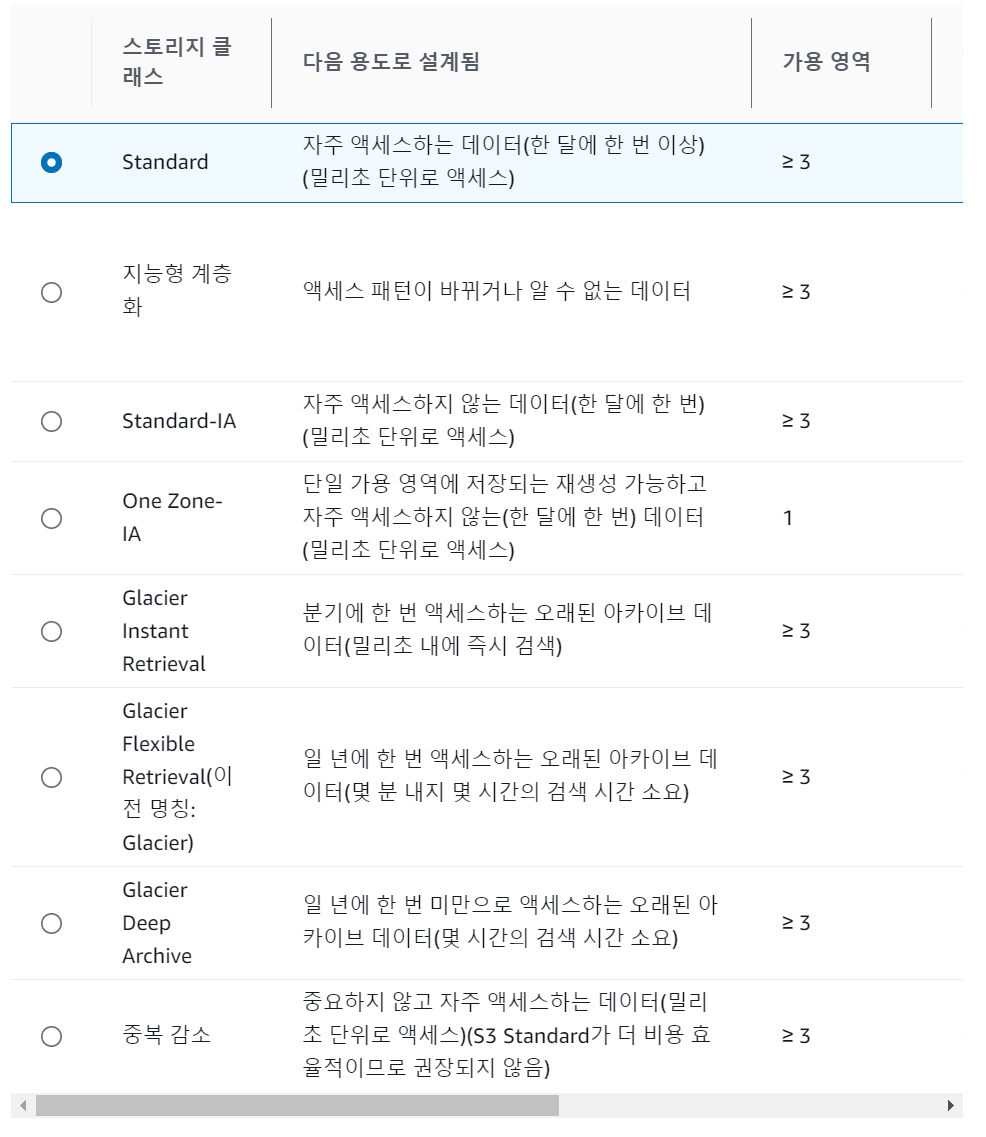 스토리지 클
래스
다음 용도로 설계됨
가용 영역
Standard
자주 액세스하는 데이터(한 달에 한 번 이상)
(밀리초 단위로 액세스)
≥ 3
지능형 계층
화
액세스 패턴이 바뀌거나 알 수 없는 데이터
≥ 3
Standard-IA
자주 액세스하지 않는 데이터(한 달에 한 번)
(밀리초 단위로 액세스)
≥ 3
One Zone-
IA
단일 가용 영역에 저장되는 재생성 가능하고
자주 액세스하지 않는(한 달에 한 번) 데이터
(밀리초 단위로 액세스)
1
Glacier
Instant
Retrieval
분기에 한 번 액세스하는 오래된 아카이브 데
이터(밀리초 내에 즉시 검색)
≥ 3
Glacier
Flexible
Retrieval(이
전 명칭:
Glacier)
일 년에 한 번 액세스하는 오래된 아카이브 데
이터(몇 분 내지 몇 시간의 검색 시간 소요)
≥ 3
Glacier
Deep
Archive
일 년에 한 번 미만으로 액세스하는 오래된 아
카이브 데이터(몇 시간의 검색 시간 소요)
≥ 3
중복 감소
중요하지 않고 자주 액세스하는 데이터(밀리
초 단위로 액세스)(S3 Standard가 더 비용 효
율적이므로 권장되지 않음)
≥ 3